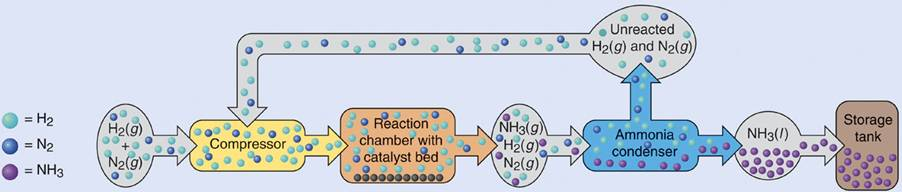 Unreacted
H₂(g) and N₂(g)
= H₂
= N₂
= NH₃
H₂(g)
+
N₂(g)
Compressor
Reaction
chamber with
catalyst bed
NH₃(g)
H₂(g)
N₂(g)
Ammonia
condenser
NH₃(l)
Storage
tank